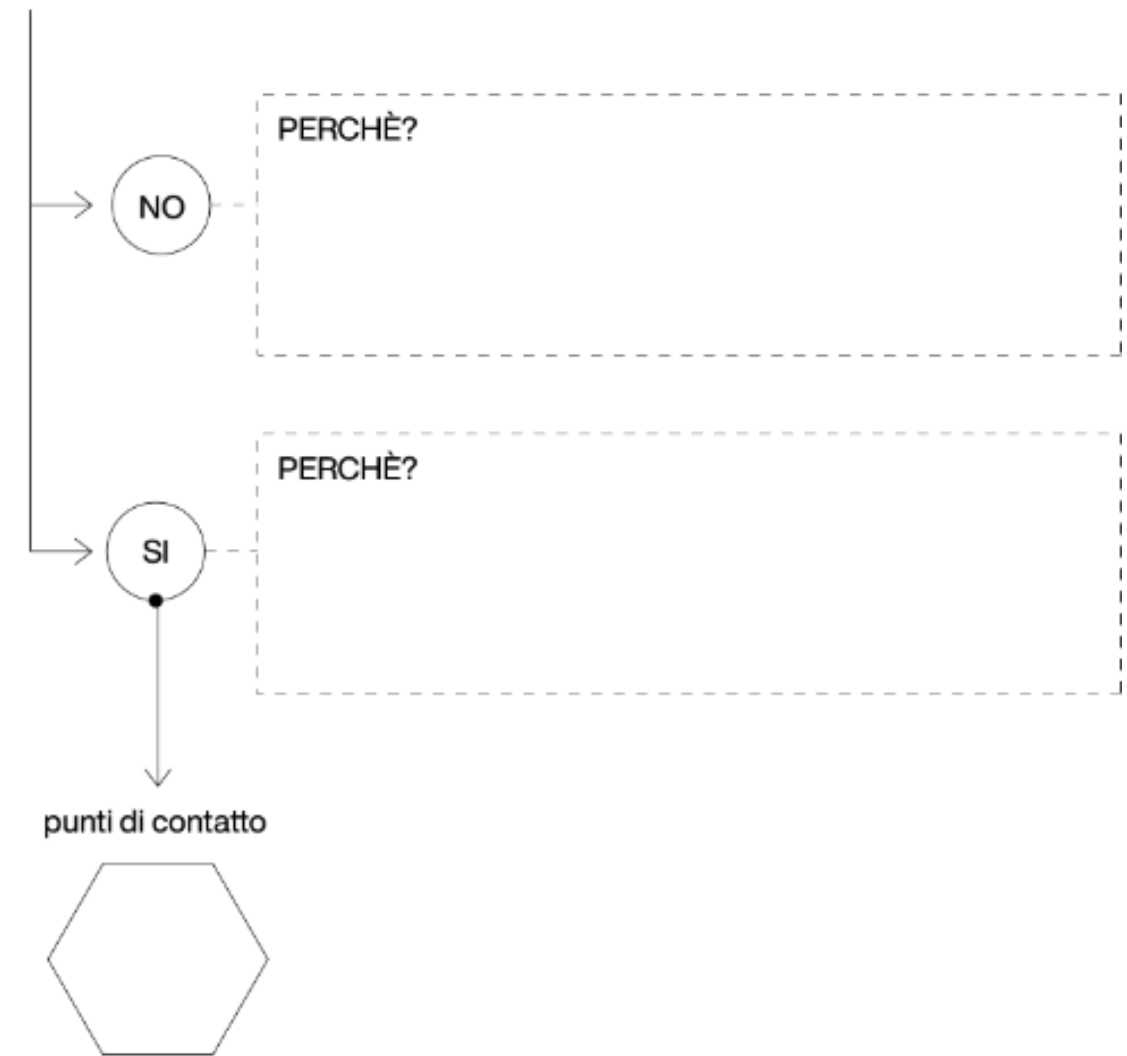 PERCHÈ?
NO
PERCHÈ?
SI
punti di contatto